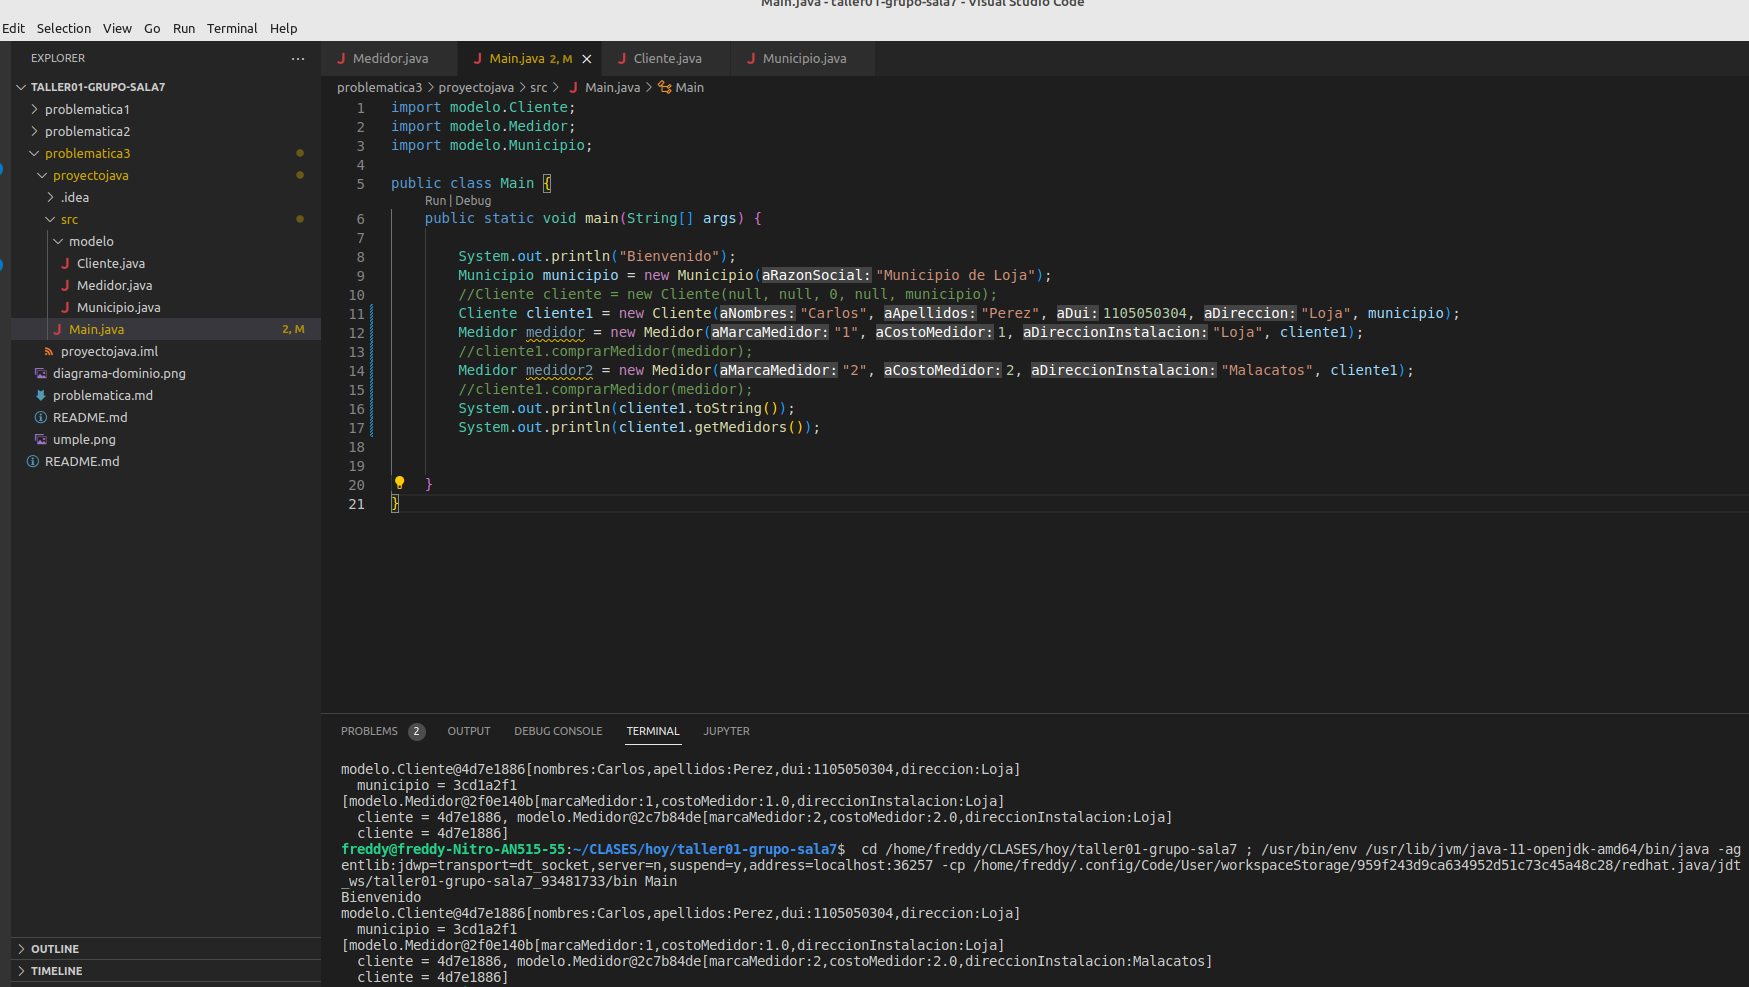 Main.java - taller01-grupo-sala7 - Visual Studio Code
Edit Selection View Go Run Terminal Help
EXPLORER ...
Medidor.java Main.java 2, M Cliente.java Municipio.java
TALLER01-GRUPO-SALA7
problematica1
problematica2
problematica3
proyectojava
.idea
src
modelo
Cliente.java
Medidor.java
Municipio.java
Main.java 2, M
proyectojava.iml
diagrama-dominio.png
problematica.md
README.md
umple.png
README.md
OUTLINE
TIMELINE
problematica3 > proyectojava > src > Main.java > Main
1 import modelo.Cliente;
2 import modelo.Medidor;
3 import modelo.Municipio;
4
5 public class Main {
Run | Debug
6 public static void main(String[] args) {
7
8 System.out.println("Bienvenido");
9 Municipio municipio = new Municipio(aRazonSocial: "Municipio de Loja");
10 //Cliente cliente = new Cliente(null, null, 0, null, municipio);
11 Cliente cliente1 = new Cliente(aNombres: "Carlos", aApellidos: "Perez", aDui: 1105050304, aDireccion: "Loja", municipio);
12 Medidor medidor = new Medidor(aMarcaMedidor: "1", aCostoMedidor: 1, aDireccionInstalacion: "Loja", cliente1);
13 //cliente1.comprarMedidor(medidor);
14 Medidor medidor2 = new Medidor(aMarcaMedidor: "2", aCostoMedidor: 2, aDireccionInstalacion: "Malacatos", cliente1);
15 //cliente1.comprarMedidor(medidor);
16 System.out.println(cliente1.toString());
17 System.out.println(cliente1.getMedidors());
18
19
20 }
21 }
PROBLEMS 2 OUTPUT DEBUG CONSOLE TERMINAL JUPYTER
modelo.Cliente@4d7e1886[nombres:Carlos,apellidos:Perez,dui:1105050304,direccion:Loja]
municipio = 3cd1a2f1
[modelo.Medidor@2f0e140b[marcaMedidor:1,costoMedidor:1.0,direccionInstalacion:Loja]
cliente = 4d7e1886, modelo.Medidor@2c7b84de[marcaMedidor:2,costoMedidor:2.0,direccionInstalacion:Loja]
cliente = 4d7e1886]
freddy@freddy-Nitro-AN515-55:~/CLASES/hoy/taller01-grupo-sala7$ cd /home/freddy/CLASES/hoy/taller01-grupo-sala7 ; /usr/bin/env /usr/lib/jvm/java-11-openjdk-amd64/bin/java -ag
entlib:jdwp=transport=dt_socket,server=n,suspend=y,address=localhost:36257 -cp /home/freddy/.config/Code/User/workspaceStorage/959f243d9ca634952d51c73c45a48c28/redhat.java/jdt
_ws/taller01-grupo-sala7_93481733/bin Main
Bienvenido
modelo.Cliente@4d7e1886[nombres:Carlos,apellidos:Perez,dui:1105050304,direccion:Loja]
municipio = 3cd1a2f1
[modelo.Medidor@2f0e140b[marcaMedidor:1,costoMedidor:1.0,direccionInstalacion:Loja]
cliente = 4d7e1886, modelo.Medidor@2c7b84de[marcaMedidor:2,costoMedidor:2.0,direccionInstalacion:Malacatos]
cliente = 4d7e1886]